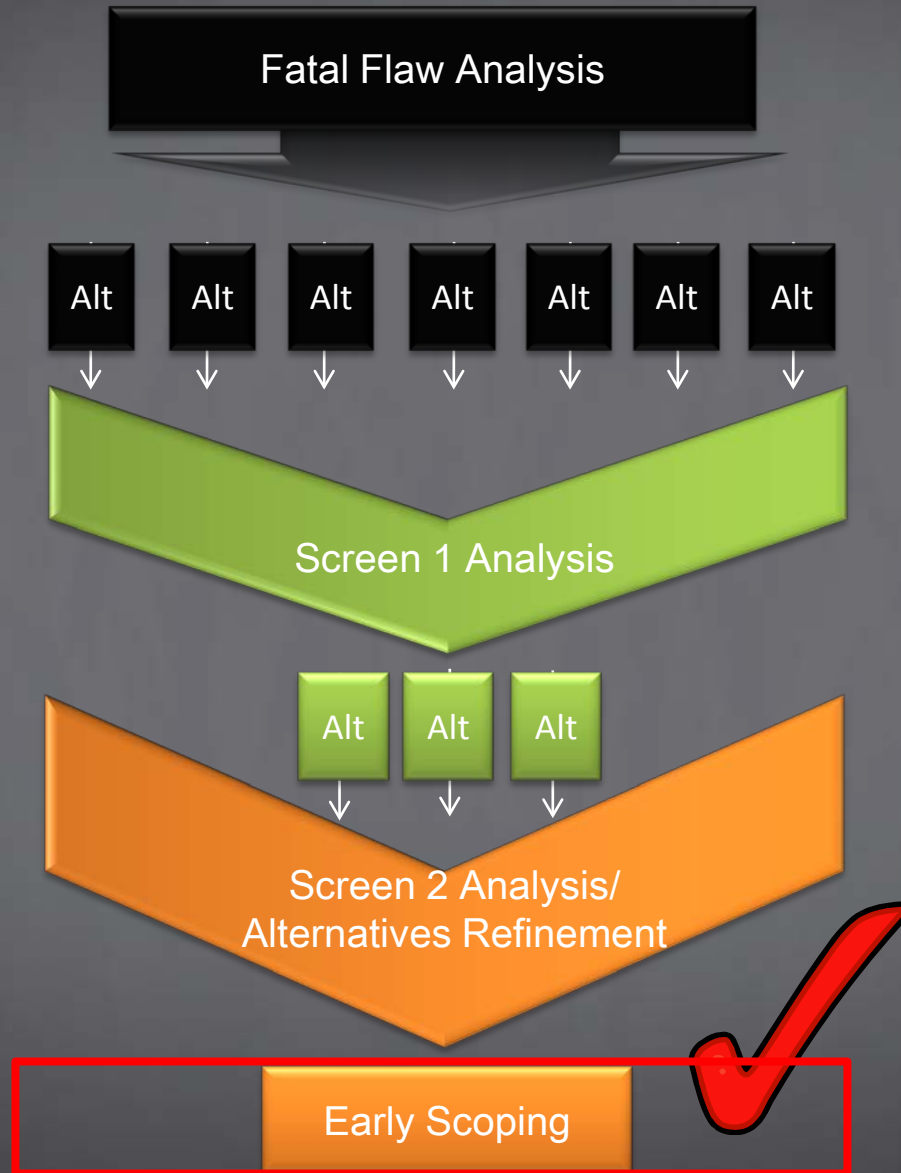 Fatal Flaw Analysis
Alt Alt Alt Alt Alt Alt Alt
Screen 1 Analysis
Alt Alt Alt
Screen 2 Analysis/
Alternatives Refinement
Early Scoping